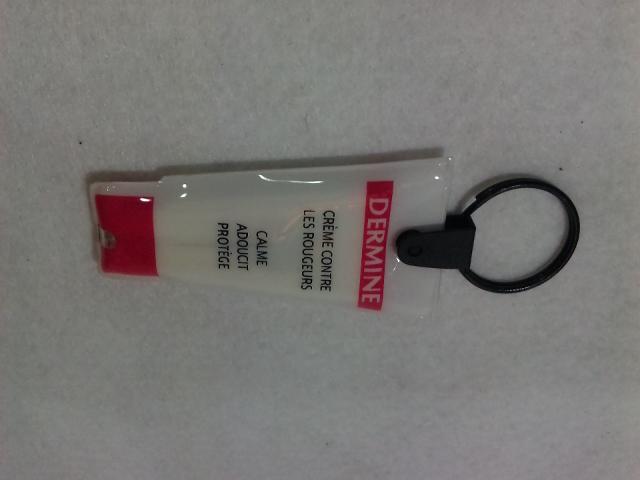 DERMINE
CRÈME CONTRE
LES ROUGEURS
CALME
ADOUCIT
PROTÈGE